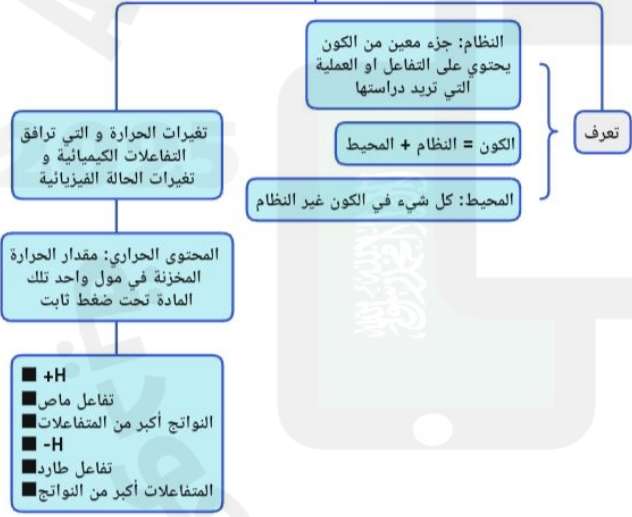 تعرف
النظام: جزء معين من الكون
يحتوي على التفاعل او العملية
التي تريد دراستها
الكون = النظام + المحيط
المحيط: كل شيء في الكون غير النظام
تغيرات الحرارة و التي ترافق
التفاعلات الكيميائية و
تغيرات الحالة الفيزيائية
المحتوى الحراري: مقدار الحرارة
المخزنة في مول واحد تلك
المادة تحت ضغط ثابت
■ +H
تفاعل ماص■
النواتج أكبر من المتفاعلات■
■ -H
تفاعل طارد■
المتفاعلات أكبر من النواتج■